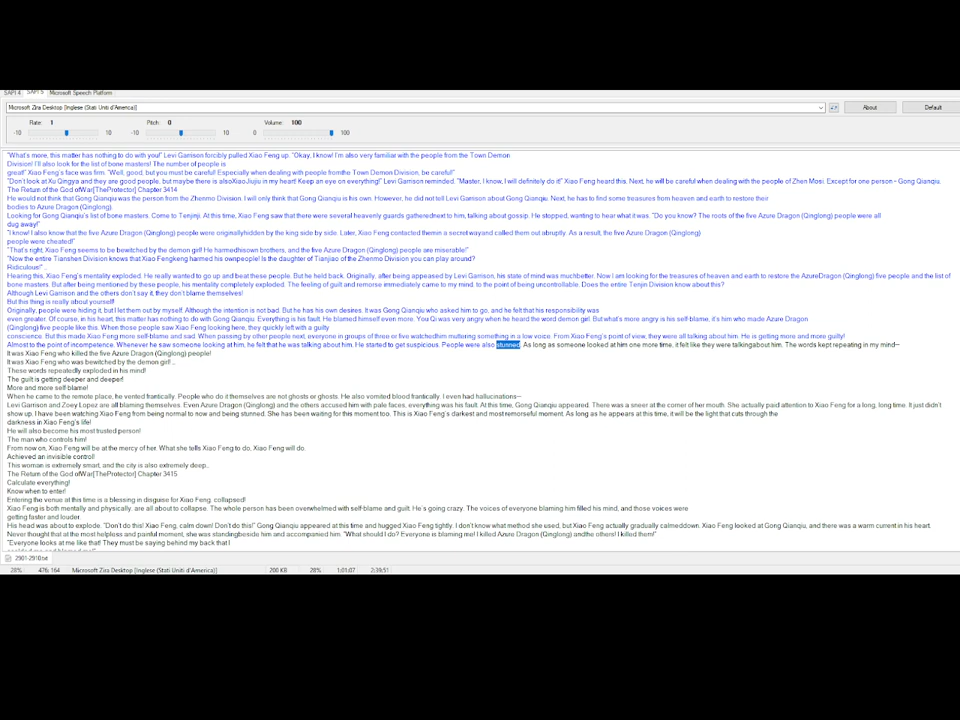 SAPI 4 SAPI 5 Microsoft Speech Platform
Microsoft Zira Desktop [Inglese (Stati Uniti d'America)] About Default
Rate: 1 Pitch: 0 Volume: 100
-10 10 -10 10 0 100
"What's more, this matter has nothing to do with you!" Levi Garrison forcibly pulled Xiao Feng up. "Okay, I know! I'm also very familiar with the people from the Town Demon
Division! I'll also look for the list of bone masters! The number of people is
great!" Xiao Feng's face was firm. "Well, good, but you must be careful! Especially when dealing with people from the Town Demon Division, be careful!"
"Don't look at Xu Qingya and they are good people, but maybe there is alsoXiaoJiujiu in my heart! Keep an eye on everything!" Levi Garrison reminded. "Master, I know, I will definitely do it!" Xiao Feng heard this. Next, he will be careful when dealing with the people of Zhen Mosi. Except for one person – Gong Qianqiu.
The Return of the God ofWar[TheProtector] Chapter 3414
He would not think that Gong Qianqiu was the person from the Zhenmo Division. I will only think that Gong Qianqiu is his own. However, he did not tell Levi Garrison about Gong Qianqiu. Next, he has to find some treasures from heaven and earth to restore their
bodies to Azure Dragon (Qinglong).
Looking for Gong Qianqiu's list of bone masters. Come to Tenjinji. At this time, Xiao Feng saw that there were several heavenly guards gatherednext to him, talking about gossip. He stopped, wanting to hear what it was. "Do you know? The roots of the five Azure Dragon (Qinglong) people were all
dug away!"
"I know! I also know that the five Azure Dragon (Qinglong) people were originallyhidden by the king side by side. Later, Xiao Feng contacted themin a secret wayand called them out abruptly. As a result, the five Azure Dragon (Qinglong)
people were cheated!"
"That's right, Xiao Feng seems to be bewitched by the demon girl! He harmedhisown brothers, and the five Azure Dragon (Qinglong) people are miserable!"
"Now the entire Tianshen Division knows that Xiao Fengkeng harmed his ownpeople! Is the daughter of Tianjiao of the Zhenmo Division you can play around?
Ridiculous!"...
Hearing this, Xiao Feng's mentality exploded. He really wanted to go up and beat these people. But he held back. Originally, after being appeased by Levi Garrison, his state of mind was muchbetter. Now I am looking for the treasures of heaven and earth to restore the AzureDragon (Qinglong) five people and the list of
bone masters. But after being mentioned by these people, his mentality completely exploded. The feeling of guilt and remorse immediately came to my mind. to the point of being uncontrollable. Does the entire Tenjin Division know about this?
Although Levi Garrison and the others don't say it, they don't blame themselves!
But this thing is really about yourself!
Originally, people were hiding it, but I let them out by myself. Although the intention is not bad. But he has his own desires. It was Gong Qianqiu who asked him to go, and he felt that his responsibility was
even greater. Of course, in his heart, this matter has nothing to do with Gong Qianqiu. Everything is his fault. He blamed himself even more. You Qi was very angry when he heard the word demon girl. But what's more angry is his self-blame, it's him who made Azure Dragon
(Qinglong) five people like this. When those people saw Xiao Feng looking here, they quickly left with a guilty
conscience. But this made Xiao Feng more self-blame and sad. When passing by other people next, everyone in groups of three or five watchedhim muttering something in a low voice. From Xiao Feng's point of view, they were all talking about him. He is getting more and more guilty!
Almost to the point of incompetence. Whenever he saw someone looking at him, he felt that he was talking about him. He started to get suspicious. People were also stunned. As long as someone looked at him one more time, it felt like they were talkingabout him. The words kept repeating in my mind—
It was Xiao Feng who killed the five Azure Dragon (Qinglong) people!
It was Xiao Feng who was bewitched by the demon girl! ...
These words repeatedly exploded in his mind!
The guilt is getting deeper and deeper!
More and more self-blame!
When he came to the remote place, he vented frantically. People who do it themselves are not ghosts or ghosts. He also vomited blood frantically. I even had hallucinations—
Levi Garrison and Zoey Lopez are all blaming themselves. Even Azure Dragon (Qinglong) and the others accused him with pale faces, everything was his fault. At this time, Gong Qianqiu appeared. There was a sneer at the corner of her mouth. She actually paid attention to Xiao Feng for a long, long time. It just didn't
show up. I have been watching Xiao Feng from being normal to now and being stunned. She has been waiting for this moment too. This is Xiao Feng's darkest and mostremorseful moment. As long as he appears at this time, it will be the light that cuts through the
darkness in Xiao Feng's life!
He will also become his most trusted person!
The man who controls him!
From now on, Xiao Feng will be at the mercy of her. What she tells Xiao Feng to do, Xiao Feng will do.
Achieved an invisible control!
This woman is extremely smart, and the city is also extremely deep...
The Return of the God ofWar[TheProtector] Chapter 3415
Calculate everything!
Know when to enter!
Entering the venue at this time is a blessing in disguise for Xiao Feng. collapsed!
Xiao Feng is both mentally and physically. are all about to collapse. The whole person has been overwhelmed with self-blame and guilt. He's going crazy. The voices of everyone blaming him filled his mind, and those voices were
getting faster and louder.
His head was about to explode. "Don't do this! Xiao Feng, calm down! Don't do this!" Gong Qianqiu appeared at this time and hugged Xiao Feng tightly. I don't know what method she used, but Xiao Feng actually gradually calmeddown. Xiao Feng looked at Gong Qianqiu, and there was a warm current in his heart.
Never thought that at the most helpless and painful moment, she was standingbeside him and accompanied him. "What should I do? Everyone is blaming me! I killed Azure Dragon (Qinglong) andthe others! I killed them!"
"Everyone looks at me like that! They must be saying behind my back that I
2901-2910.txt
28% 476; 164 Microsoft Zira Desktop [Inglese (Stati Uniti d'America)] 200 KB 28% 1:01:07 2:39:51